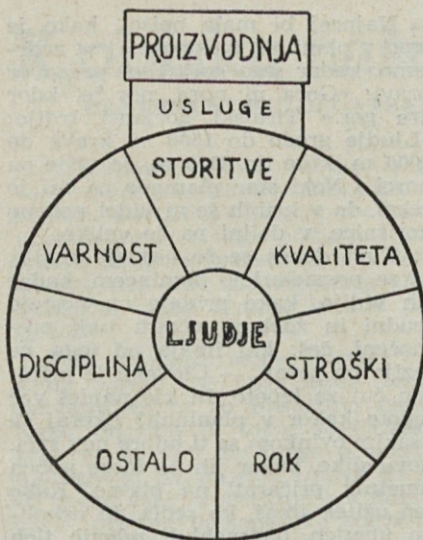 PROIZVODNJA
USLUGE
STORITVE
VARNOST
KVALITETA
LJUDJE
DISCIPLINA
STROŠKI
OSTALO
ROK